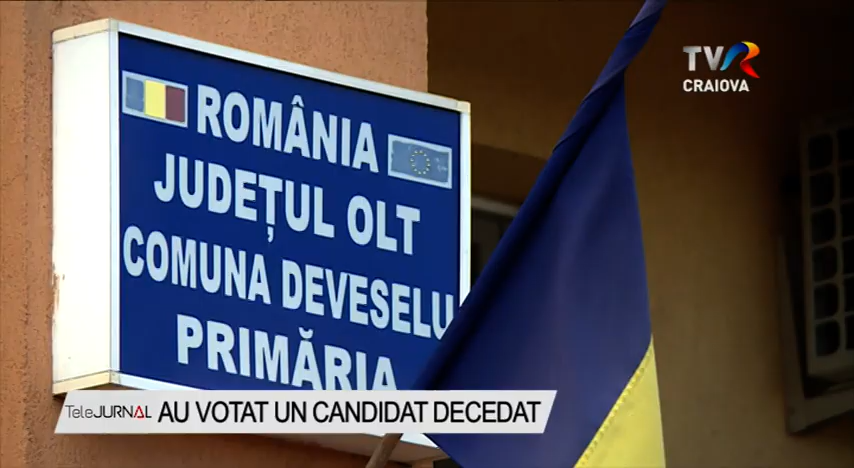 TVR
CRAIOVA
ROMÂNIA
JUDEȚUL OLT
COMUNA DEVESELU
PRIMĂRIA
TeleJURNAL AU VOTAT UN CANDIDAT DECEDAT